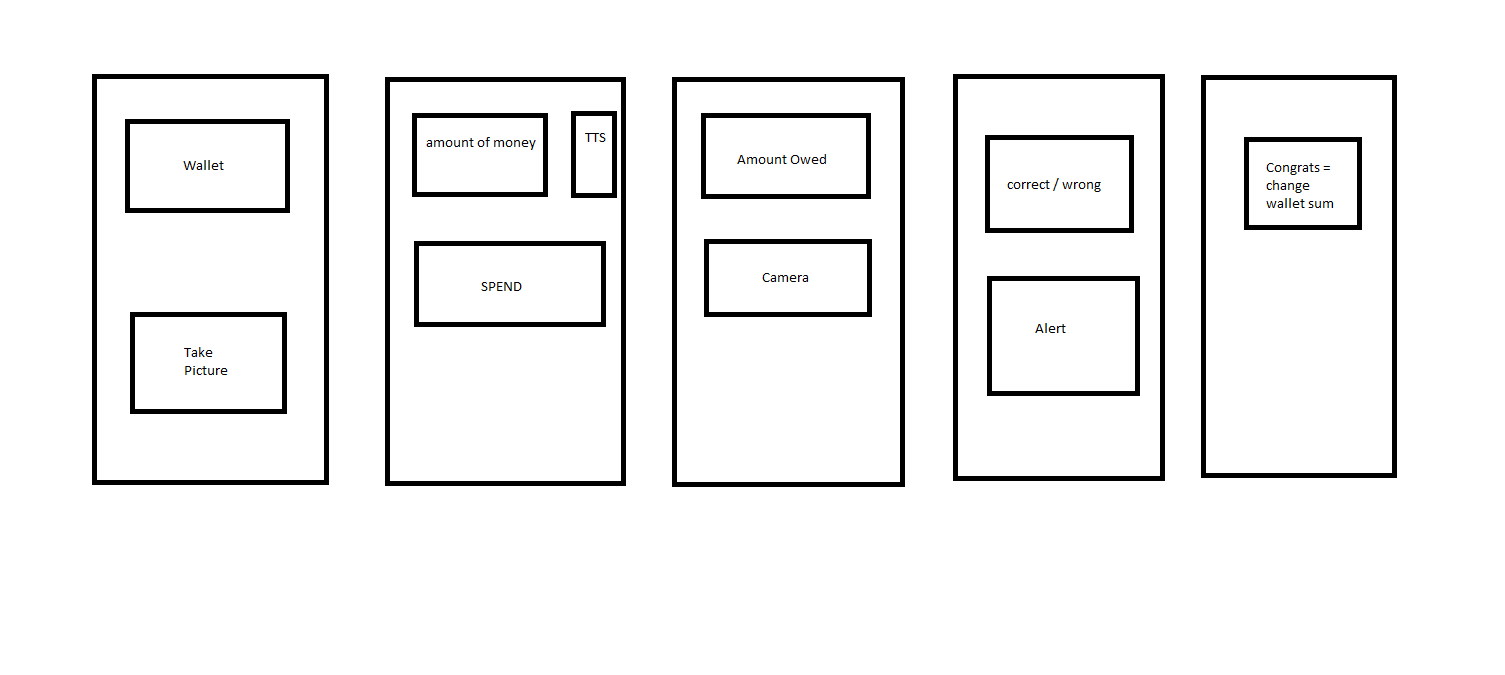 Wallet
Take
Picture
amount of money
TTS
SPEND
Amount Owed
Camera
correct / wrong
Alert
Congrats =
change
wallet sum